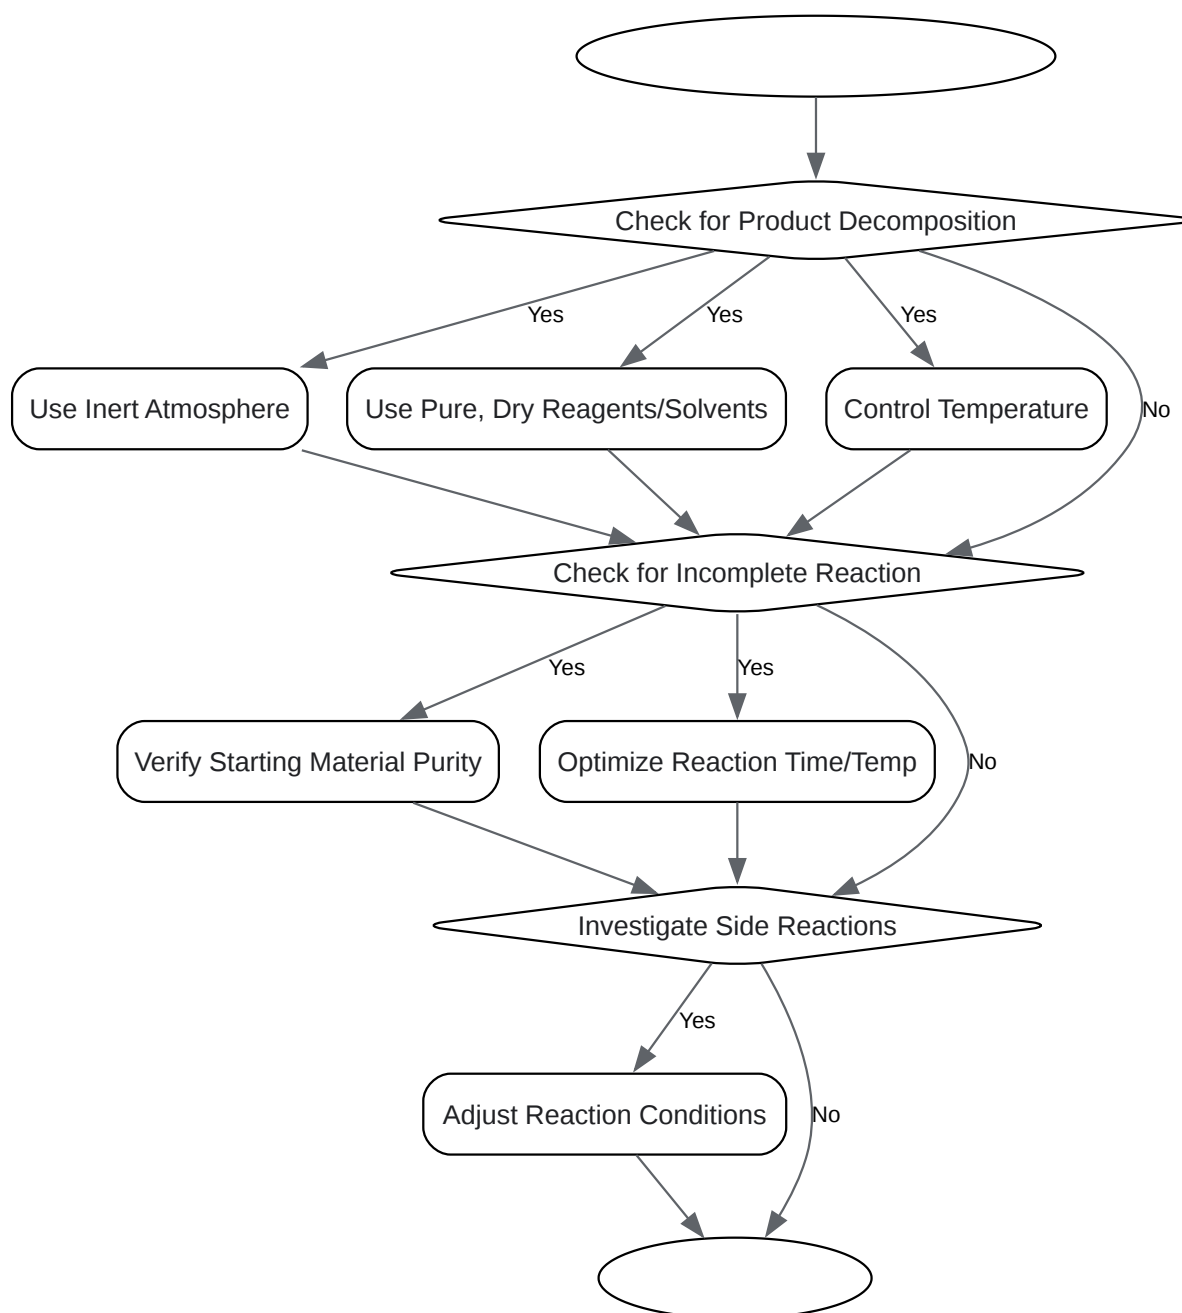 Check for Product Decomposition
Yes
Yes
Yes
Use Inert Atmosphere
Use Pure, Dry Reagents/Solvents
Control Temperature
No
Check for Incomplete Reaction
Yes
Yes
Verify Starting Material Purity
Optimize Reaction Time/Temp
No
Investigate Side Reactions
Yes
Adjust Reaction Conditions
No